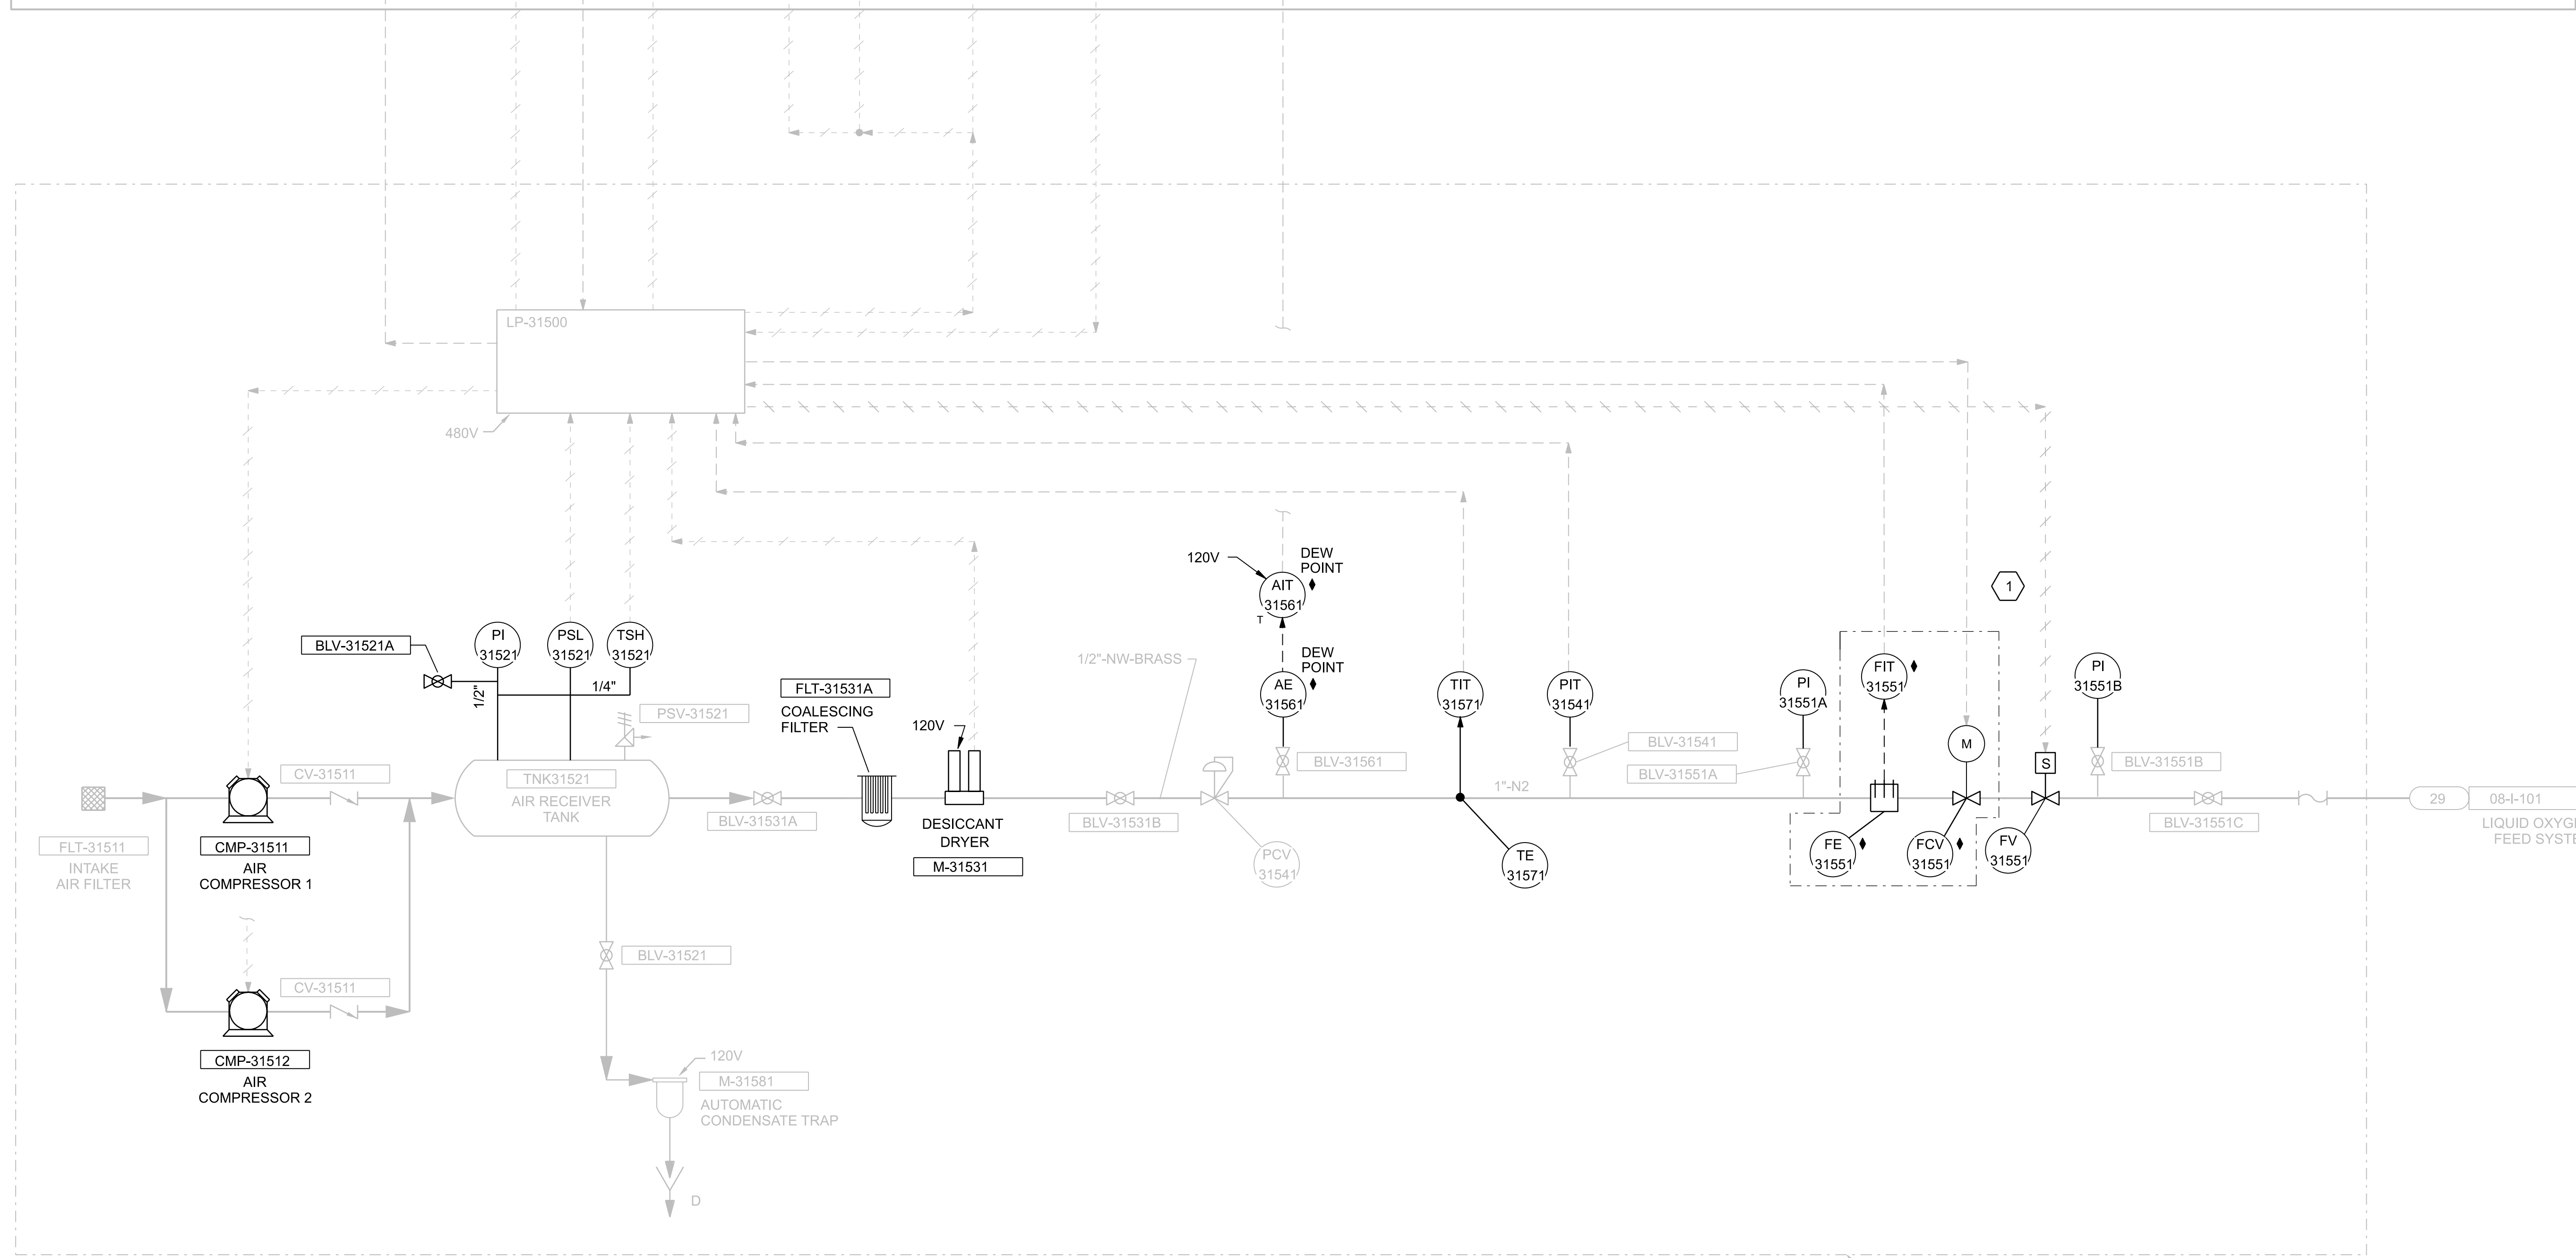 LP-31500
480V
120V
DEW
POINT
AIT
31561
T
1
BLV-31521A
PI
31521
PSL
31521
TSH
31521
1/2"
1/4"
PSV-31521
FLT-31531A
COALESCING
FILTER
120V
1/2"-NW-BRASS
DEW
POINT
AE
31561
BLV-31561
TIT
31571
PIT
31541
BLV-31541
BLV-31551A
PI
31551A
FIT
31551
M
S
PI
31551B
BLV-31551B
CV-31511
TNK31521
AIR RECEIVER
TANK
BLV-31531A
DESICCANT
DRYER
M-31531
BLV-31531B
PCV
31541
1"-N2
TE
31571
FE
31551
FCV
31551
FV
31551
BLV-31551C
29
08-I-101
LIQUID OXYG
FEED SYST
FLT-31511
INTAKE
AIR FILTER
CMP-31511
AIR
COMPRESSOR 1
CV-31511
BLV-31521
CMP-31512
AIR
COMPRESSOR 2
120V
M-31581
AUTOMATIC
CONDENSATE TRAP
D